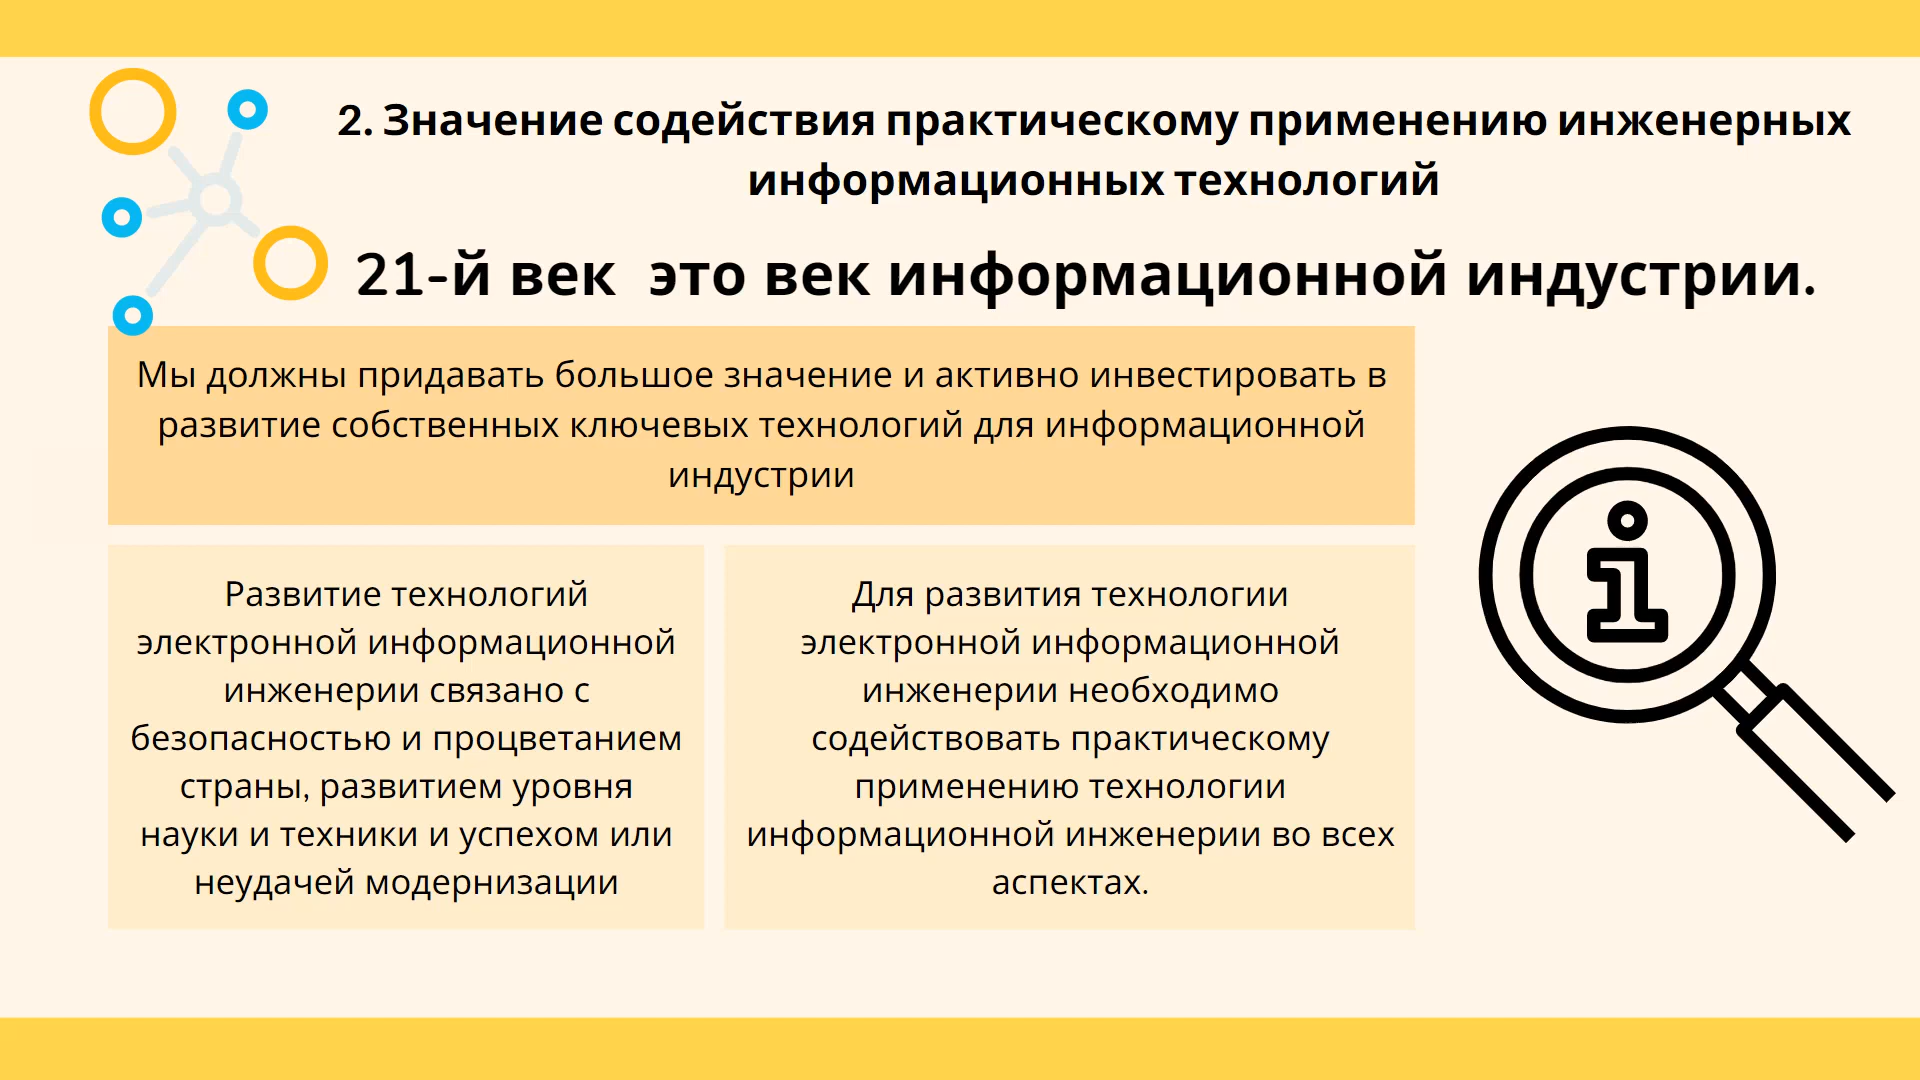 2. Значение содействия практическому применению инженерных
информационных технологий
21-й век  это век информационной индустрии.
Мы должны придавать большое значение и активно инвестировать в
развитие собственных ключевых технологий для информационной
индустрии
Развитие технологий
электронной информационной
инженерии связано с
безопасностью и процветанием
страны, развитием уровня
науки и техники и успехом или
неудачей модернизации
Для развития технологии
электронной информационной
инженерии необходимо
содействовать практическому
применению технологии
информационной инженерии во всех
аспектах.